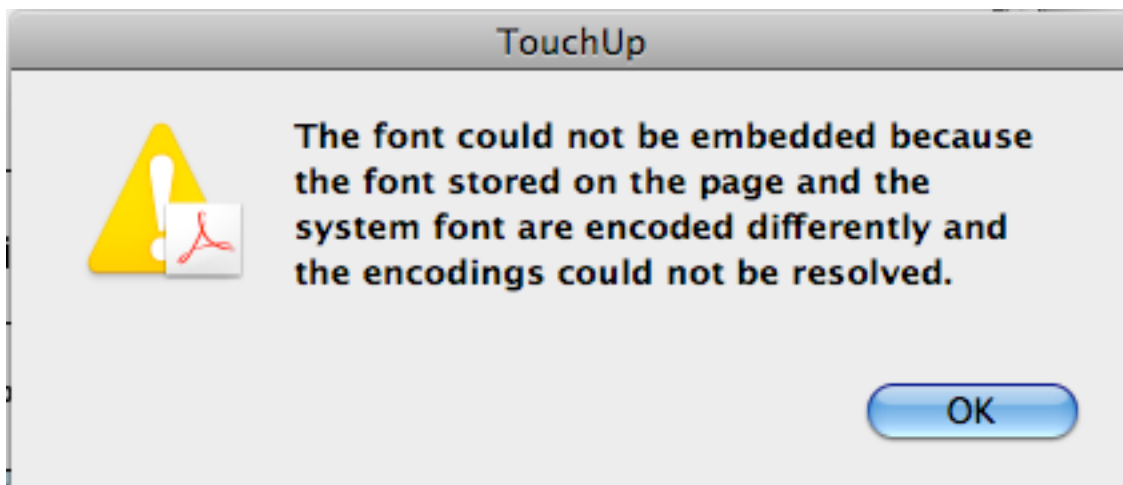 TouchUp
The font could not be embedded because
the font stored on the page and the
system font are encoded differently and
the encodings could not be resolved.
OK